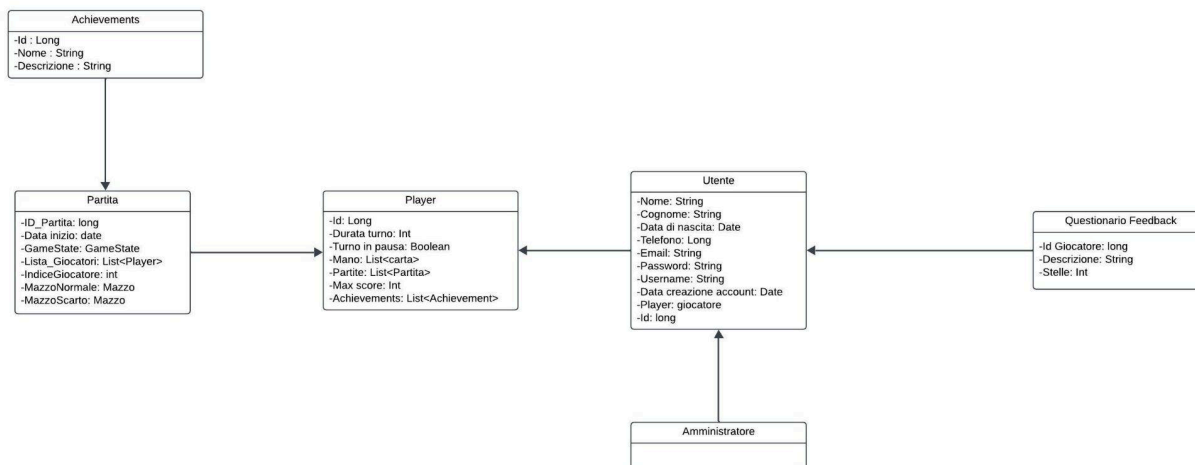 Achievements
-Id : Long
-Nome : String
-Descrizione : String
Partita
-ID_Partita: long
-Data inizio: date
-GameState: GameState
-Lista_Giocatori: List<Player>
-IndiceGiocatore: int
-MazzoNormale: Mazzo
-MazzoScarto: Mazzo
Player
-Id: Long
-Durata turno: Int
-Turno in pausa: Boolean
-Mano: List<carta>
-Partite: List<Partita>
-Max score: Int
-Achievements: List<Achievement>
Utente
-Nome: String
-Cognome: String
-Data di nascita: Date
-Telefono: Long
-Email: String
-Password: String
-Username: String
-Data creazione account: Date
-Player: giocatore
-Id: long
Questionario Feedback
-Id Giocatore: long
-Descrizione: String
-Stelle: Int
Amministratore